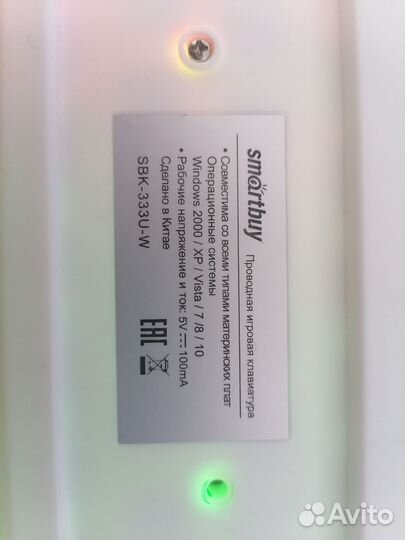 smartbuy
Проводная игровая клавиатура
• Совместима со всеми типами материнских плат
Операционные системы
Windows 2000 / XP / Vista / 7 /8 / 10
• Рабочие напряжение и ток: 5V 100mA
Сделано в Китае
SBK-333U-W
EAC
Avito